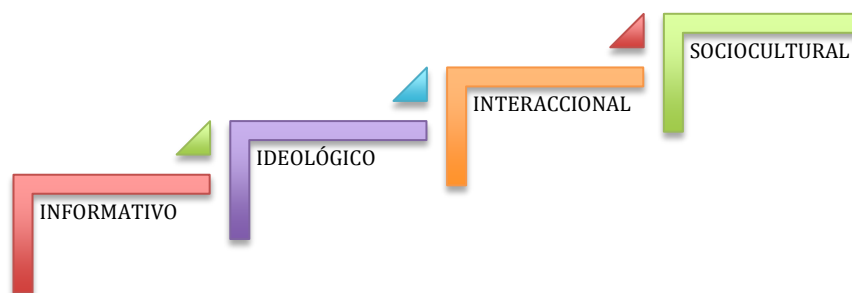 INFORMATIVO
IDEOLÓGICO
INTERACCIONAL
SOCIOCULTURAL